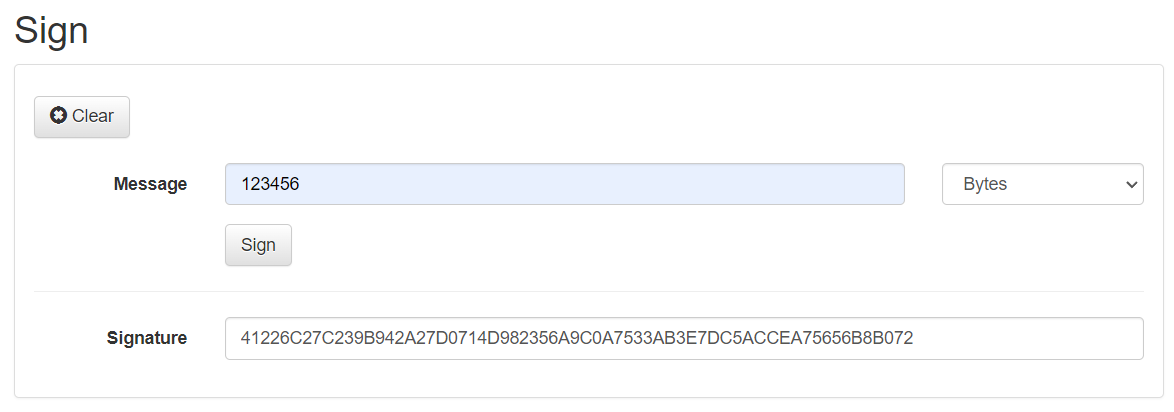 Sign
Clear
Message 123456 Bytes
Sign
Signature 41226C27C239B942A27D0714D982356A9C0A7533AB3E7DC5ACCEA75656B8B072